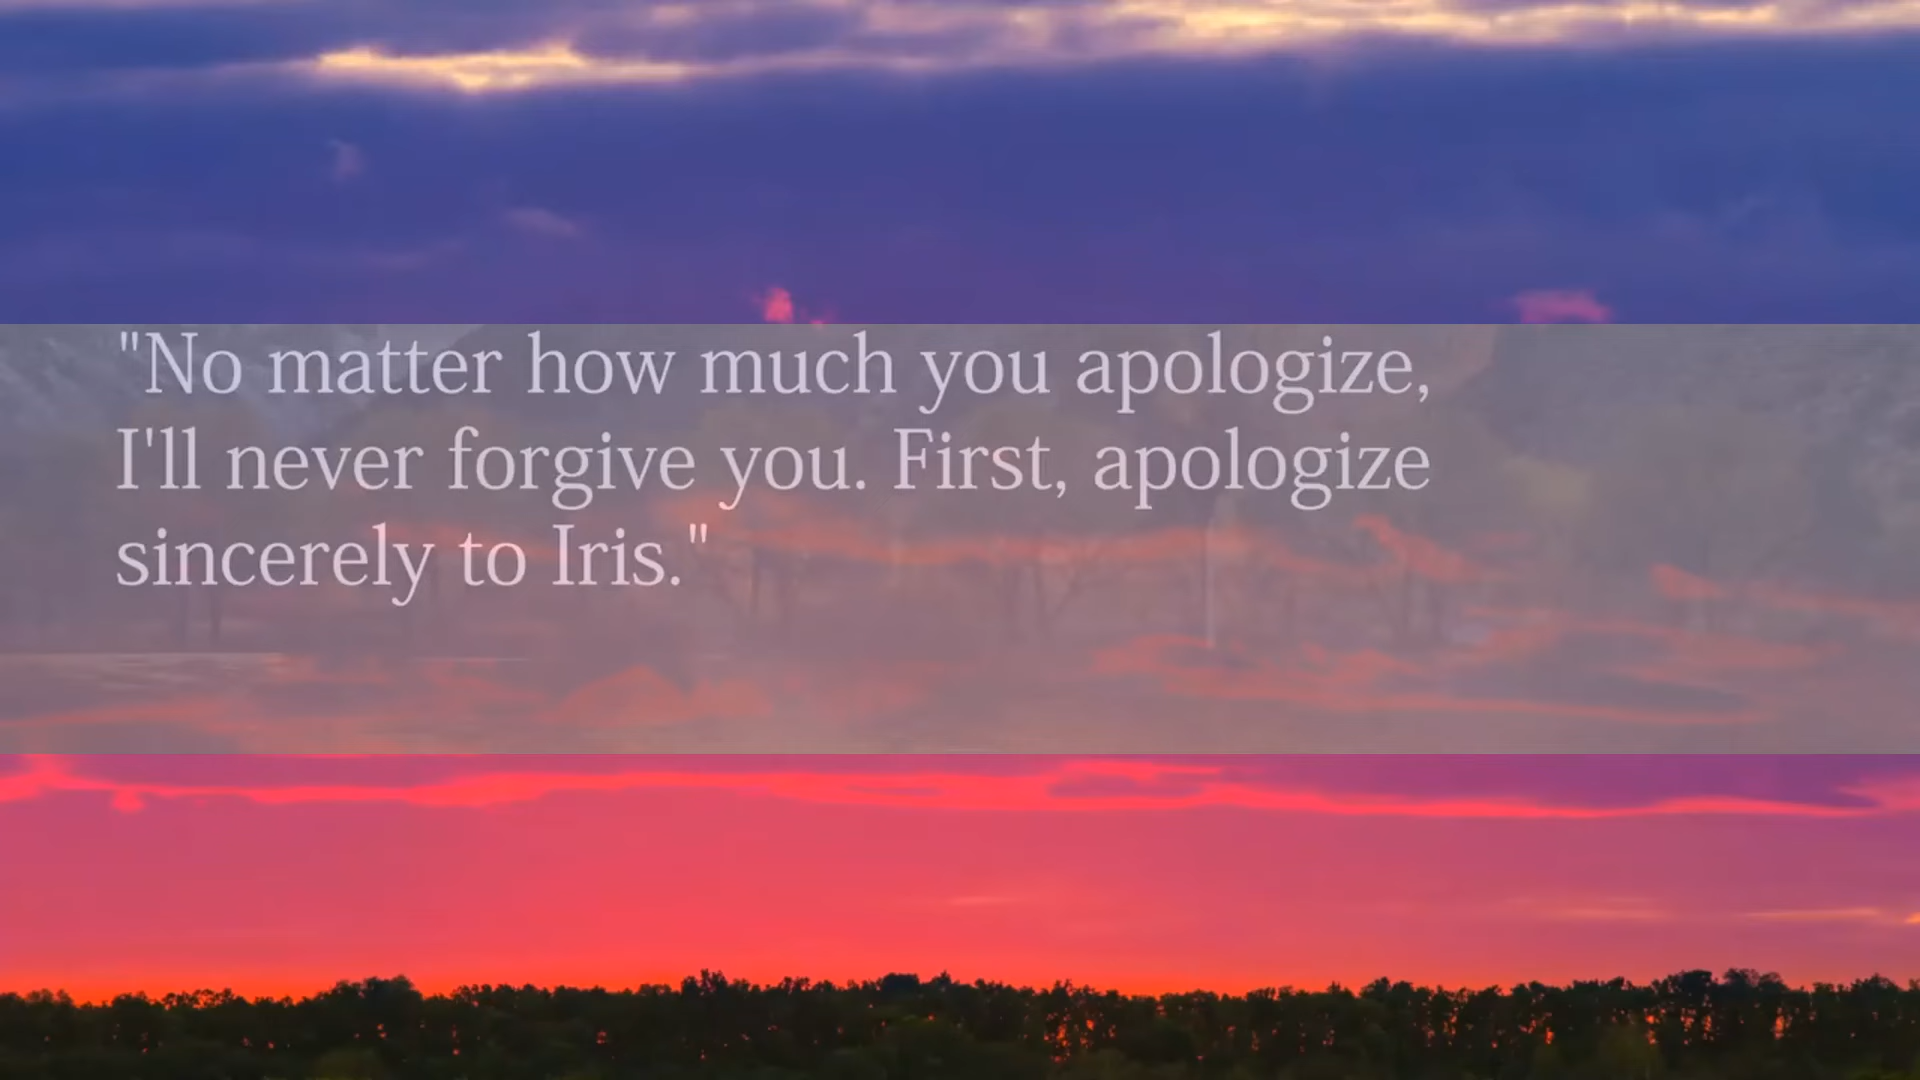 "No matter how much you apologize,
I'll never forgive you. First, apologize
sincerely to Iris."